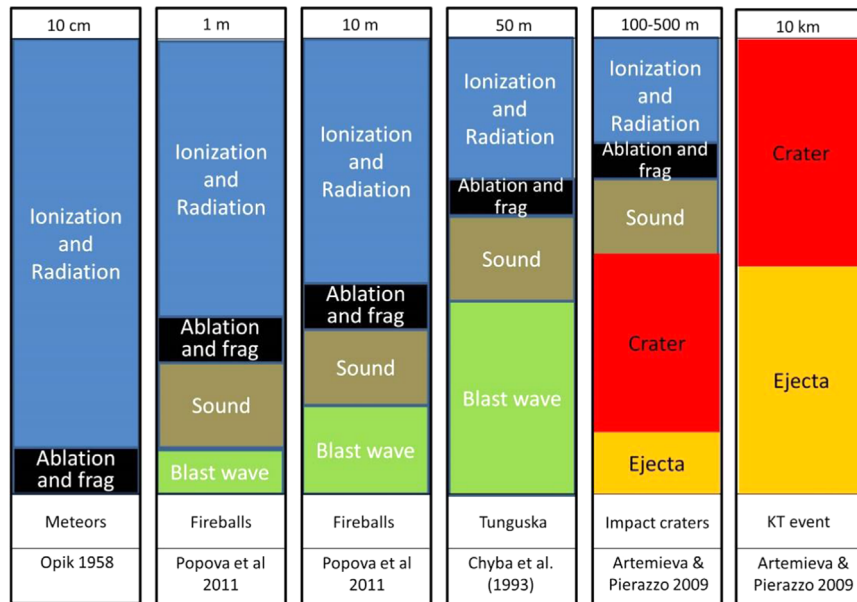 10 cm
Ionization
and
Radiation
Ablation
and frag
Meteors
Opik 1958
1 m
Ionization
and
Radiation
Ablation
and frag
Sound
Blast wave
Fireballs
Popova et al
2011
10 m
Ionization
and
Radiation
Ablation
and frag
Sound
Blast wave
Fireballs
Popova et al
2011
50 m
Ionization
and
Radiation
Ablation and
frag
Sound
Blast wave
Tunguska
Chyba et al.
(1993)
100-500 m
Ionization
and
Radiation
Ablation and
frag
Sound
Crater
Ejecta
Impact craters
Artemieva &
Pierazzo 2009
10 km
Crater
Ejecta
KT event
Artemieva &
Pierazzo 2009